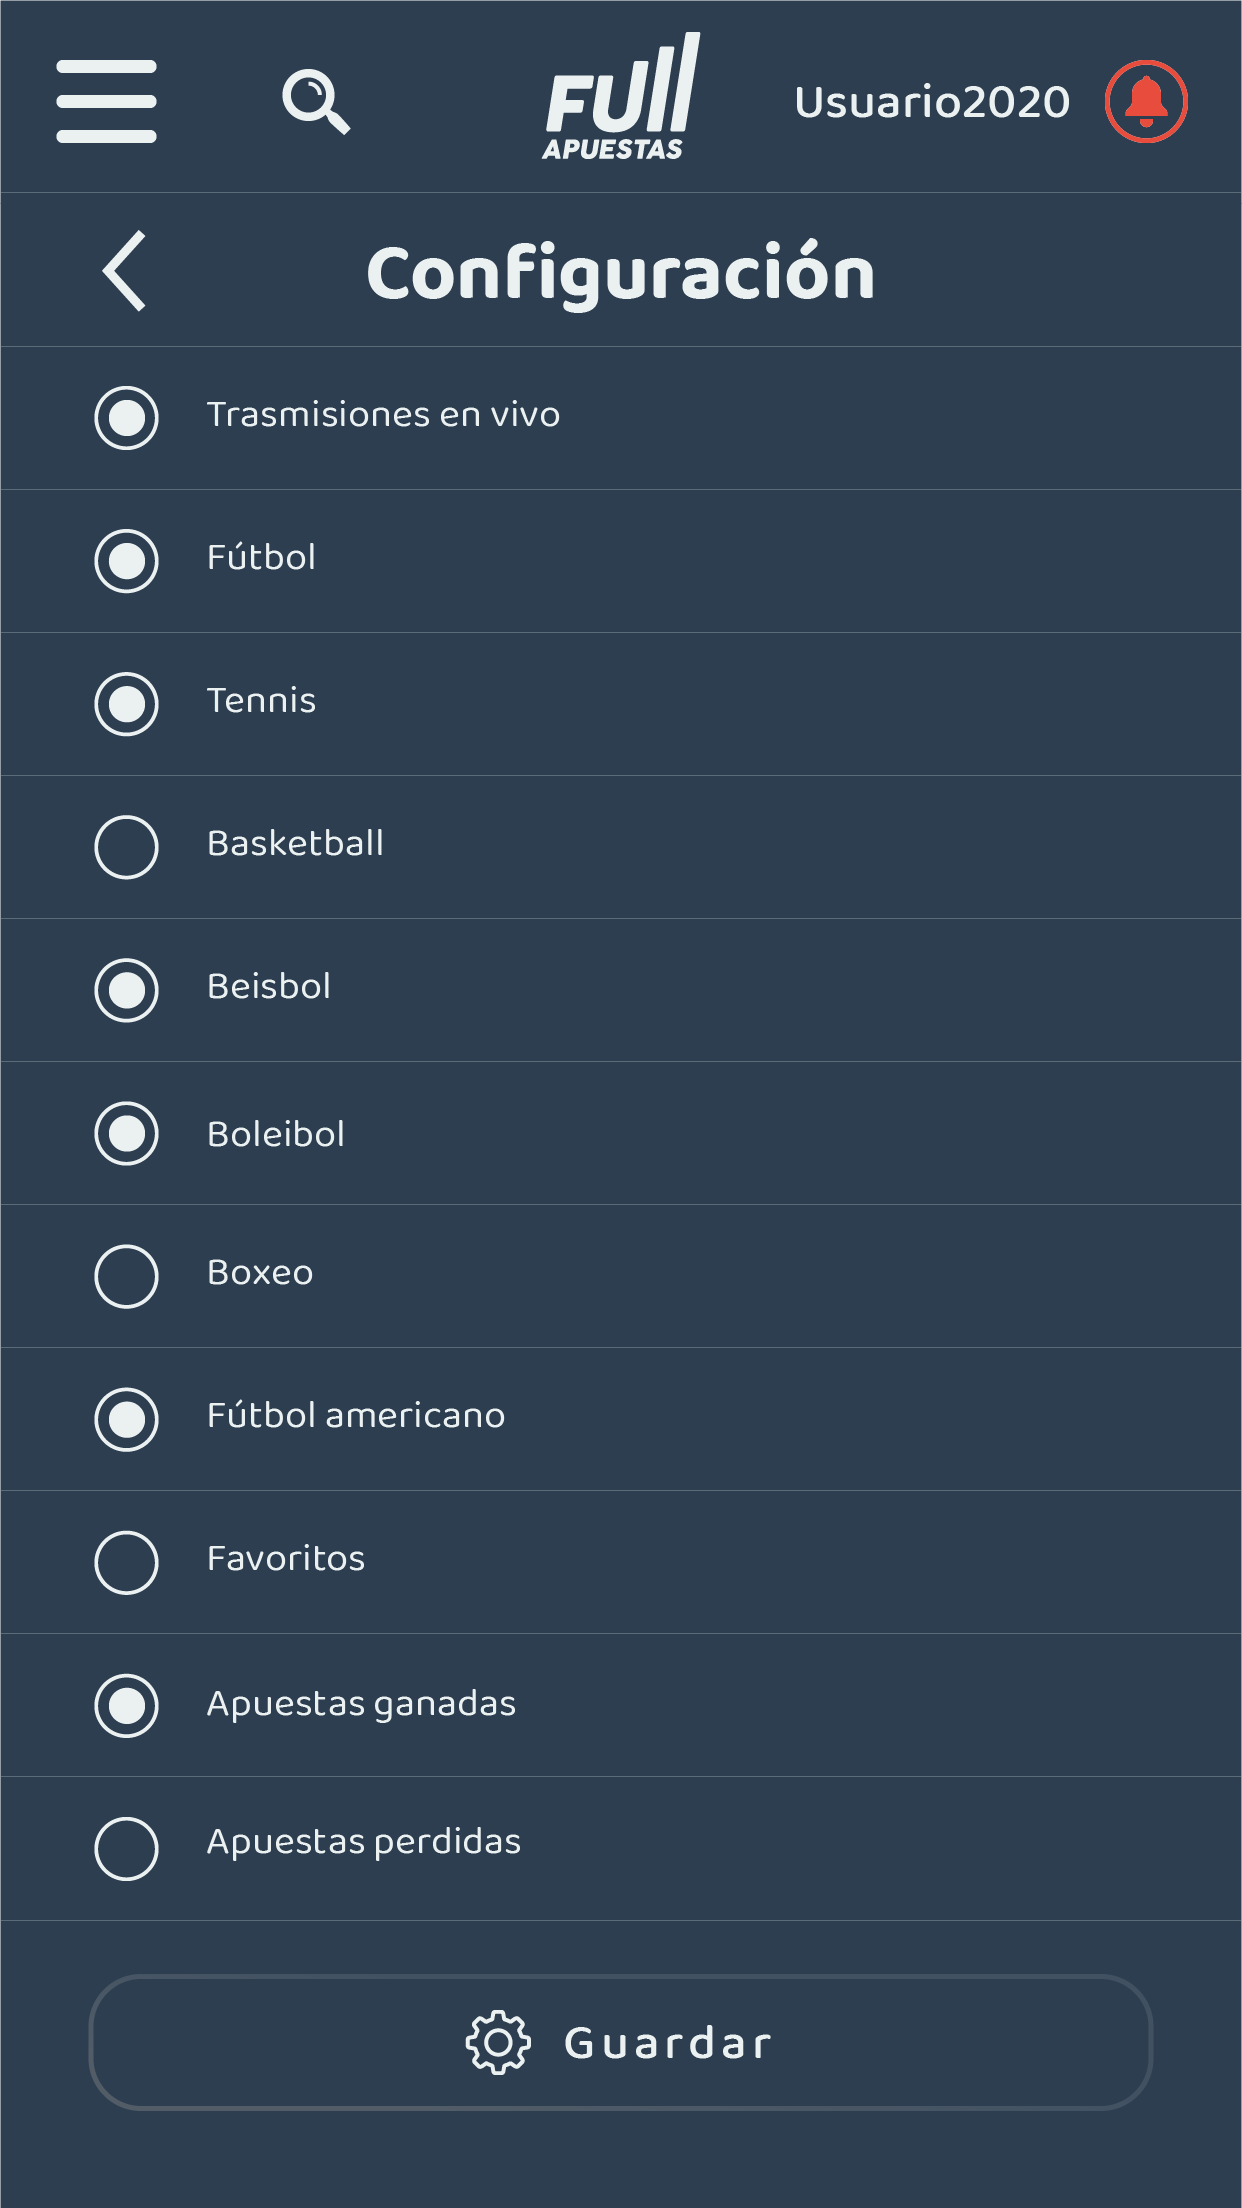 FUll
APUESTAS
Usuario2020
Configuración
Trasmisiones en vivo
Fútbol
Tennis
Basketball
Beisbol
Boleibol
Boxeo
Fútbol americano
Favoritos
Apuestas ganadas
Apuestas perdidas
Guardar